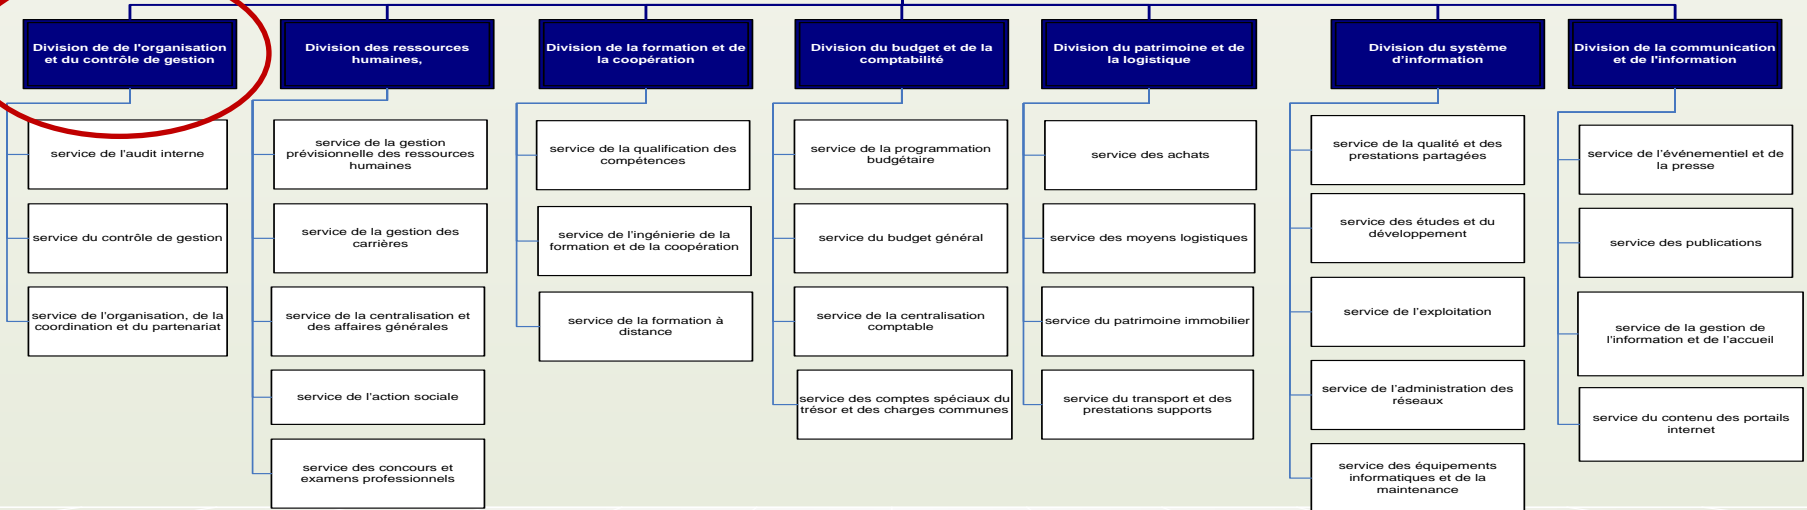 Division de de l'organisation
et du contrôle de gestion
service de l'audit interne
service du contrôle de gestion
service de l'organisation, de la
coordination et du partenariat
Division des ressources
humaines,
service de la gestion
prévisionnelle des ressources
humaines
service de la gestion des
carrières
service de la centralisation et
des affaires générales
service de l'action sociale
service des concours et
examens professionnels
Division de la formation et de
la coopération
service de la qualification des
compétences
service de l'ingénierie de la
formation et de la coopération
service de la formation à
distance
Division du budget et de la
comptabilité
service de la programmation
budgétaire
service du budget général
service de la centralisation
comptable
service des comptes spéciaux du
trésor et des charges communes
Division du patrimoine et de
la logistique
service des achats
service des moyens logistiques
service du patrimoine immobilier
service du transport et des
prestations supports
Division du système
d'information
service de la qualité et des
prestations partagées
service des études et du
développement
service de l'exploitation
service de l'administration des
réseaux
service des équipements
informatiques et de la
maintenance
Division de la communication
et de l'information
service de l'événementiel et de
la presse
service des publications
service de la gestion de
l'information et de l'accueil
service du contenu des portails
internet